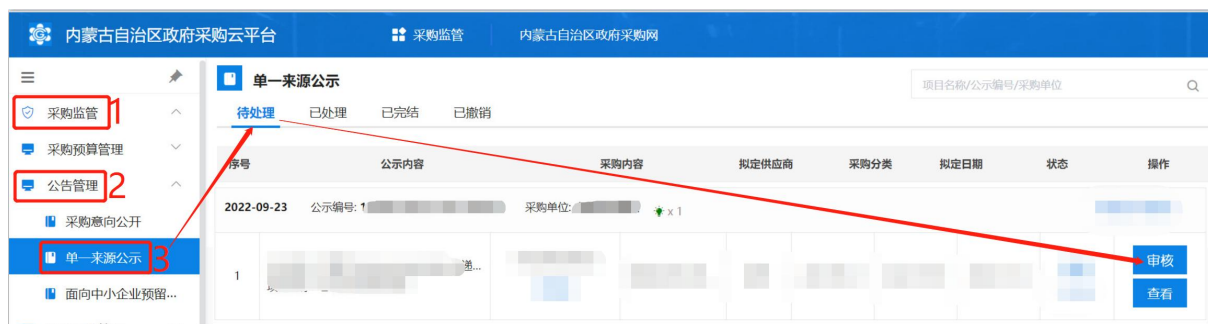 内蒙古自治区政府采购云平台
采购监管
内蒙古自治区政府采购网
单一来源公示
项目名称/公示编号/采购单位
采购监管 1
待处理 已处理 已完结 已撤销
采购预算管理
序号 公示内容 采购内容 拟定供应商 采购分类 拟定日期 状态 操作
公告管理 2
2022-09-23 公示编号: 1 采购单位: x 1
采购意向公开
单一来源公示 3
1 递... 审核
面向中小企业预留...
查看